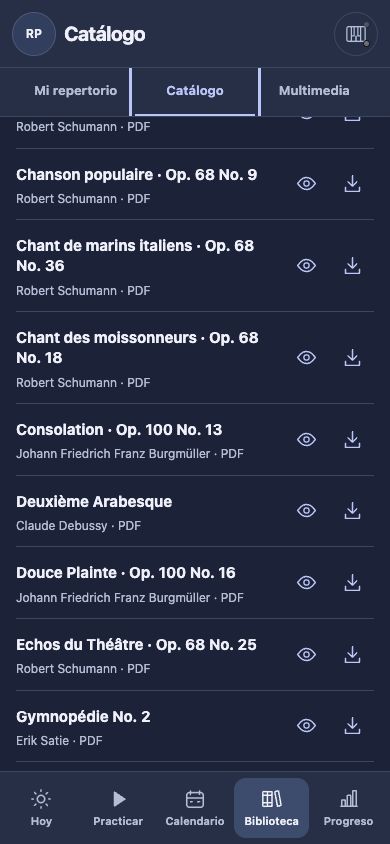 RP
Catálogo
Mi repertorio
Catálogo
Multimedia
Robert Schumann · PDF
Chanson populaire · Op. 68 No. 9
Robert Schumann · PDF
Chant de marins italiens · Op. 68
No. 36
Robert Schumann · PDF
Chant des moissonneurs · Op. 68
No. 18
Robert Schumann · PDF
Consolation · Op. 100 No. 13
Johann Friedrich Franz Burgmüller · PDF
Deuxième Arabesque
Claude Debussy · PDF
Douce Plainte · Op. 100 No. 16
Johann Friedrich Franz Burgmüller · PDF
Echos du Théâtre · Op. 68 No. 25
Robert Schumann · PDF
Gymnopédie No. 2
Erik Satie · PDF
Hoy
Practicar
Calendario
Biblioteca
Progreso